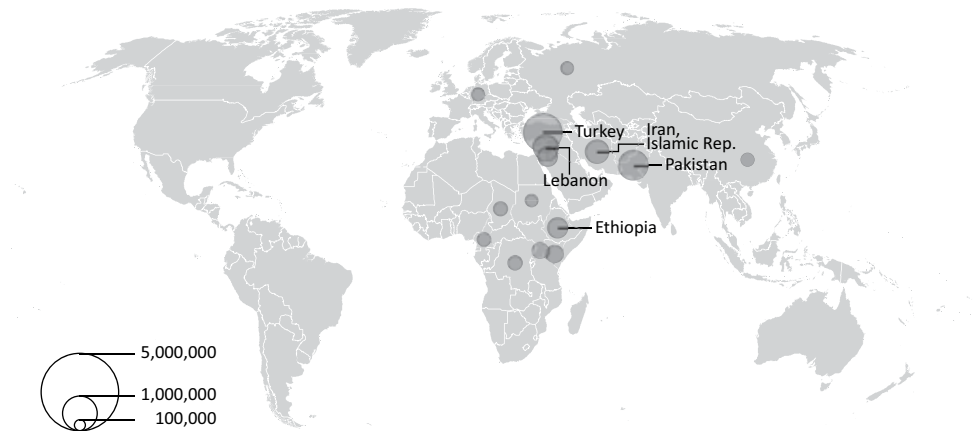 Turkey
Iran,
Islamic Rep.
Pakistan
Lebanon
Ethiopia
5,000,000
1,000,000
100,000